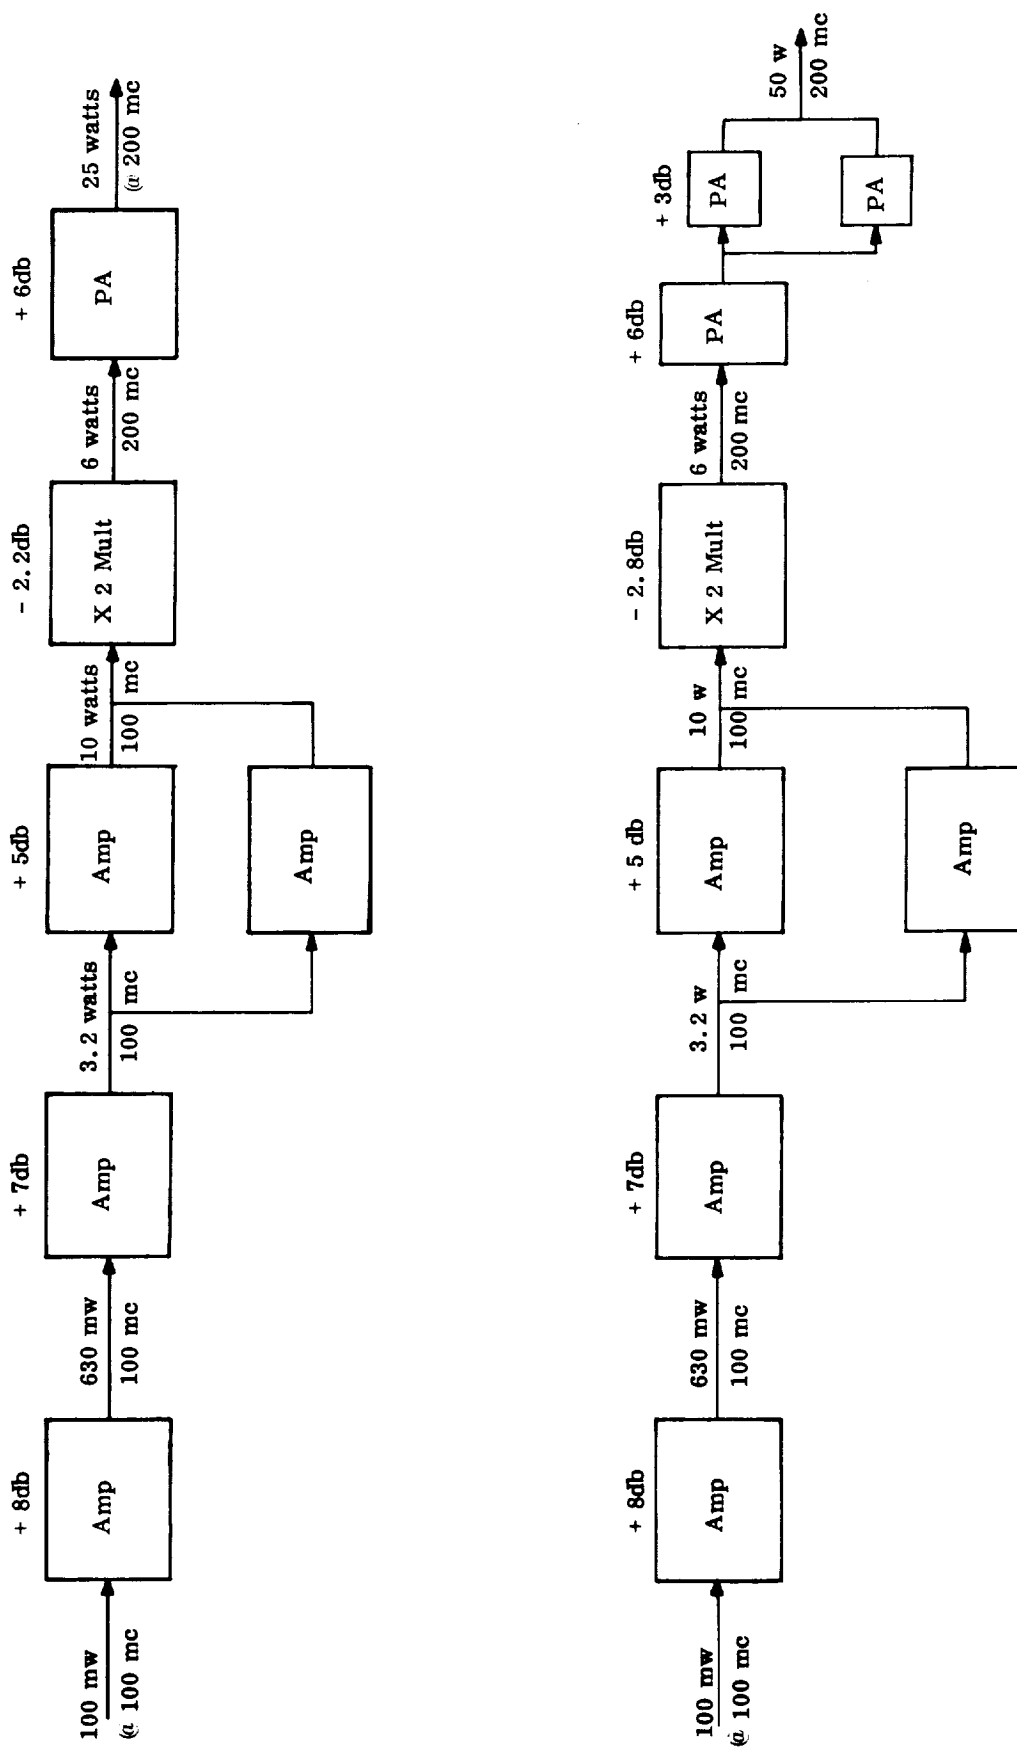 + 8db
+ 7db
+ 5db
- 2.2db
+ 6db
100 mw
@ 100 mc
Amp
630 mw
100 mc
Amp
3.2 watts
100 mc
Amp
10 watts
100 mc
X 2 Mult
6 watts
200 mc
PA
25 watts
@ 200 mc
Amp
+ 8db
+ 7db
+ 5 db
- 2.8db
+ 6db
+ 3db
100 mw
@ 100 mc
Amp
630 mw
100 mc
Amp
3.2 w
100 mc
Amp
10 w
100 mc
X 2 Mult
6 watts
200 mc
PA
PA
50 w
200 mc
Amp
PA